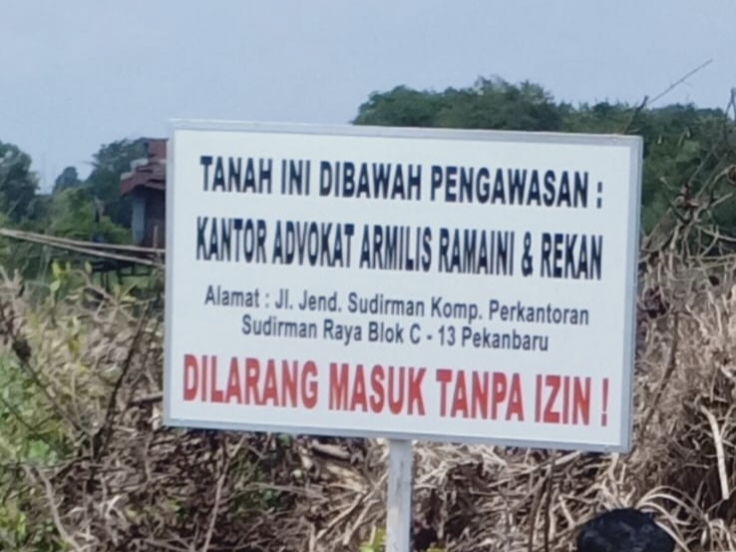 TANAH INI DIBAWAH PENGAWASAN :
KANTOR ADVOKAT ARMILIS RAMAINI & REKAN
Alamat : Jl. Jend. Sudirman Komp. Perkantoran
Sudirman Raya Blok C - 13 Pekanbaru
DILARANG MASUK TANPA IZIN !